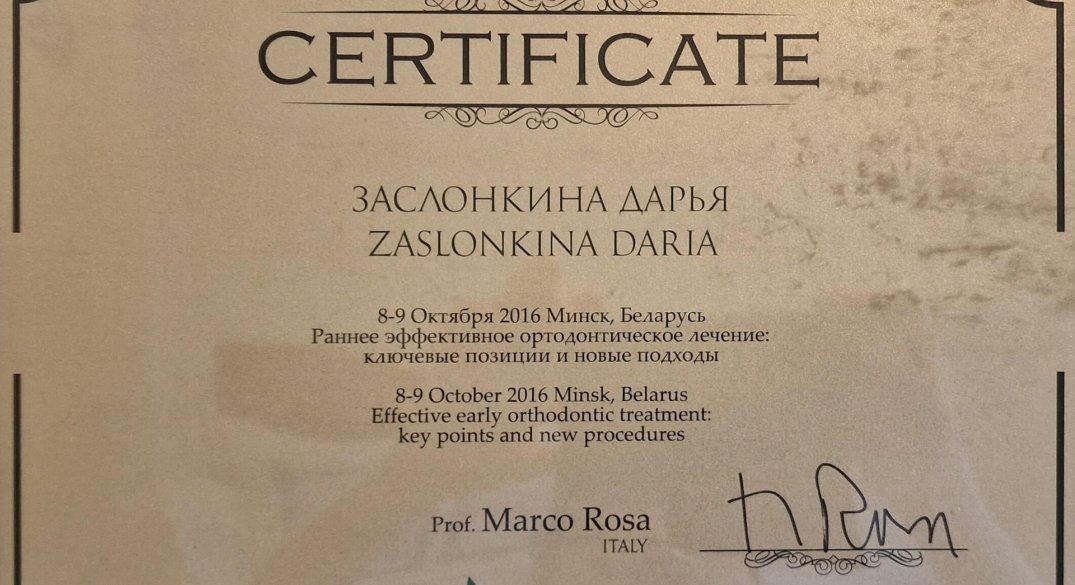 CERTIFICATE
ЗАСЛОНКИНА ДАРЬЯ
ZASLONKINA DARIA
8-9 Октября 2016 Минск, Беларусь
Раннее эффективное ортодонтическое лечение:
ключевые позиции и новые подходы
8-9 October 2016 Minsk, Belarus
Effective early orthodontic treatment:
key points and new procedures
Prof. Marco Rosa
ITALY